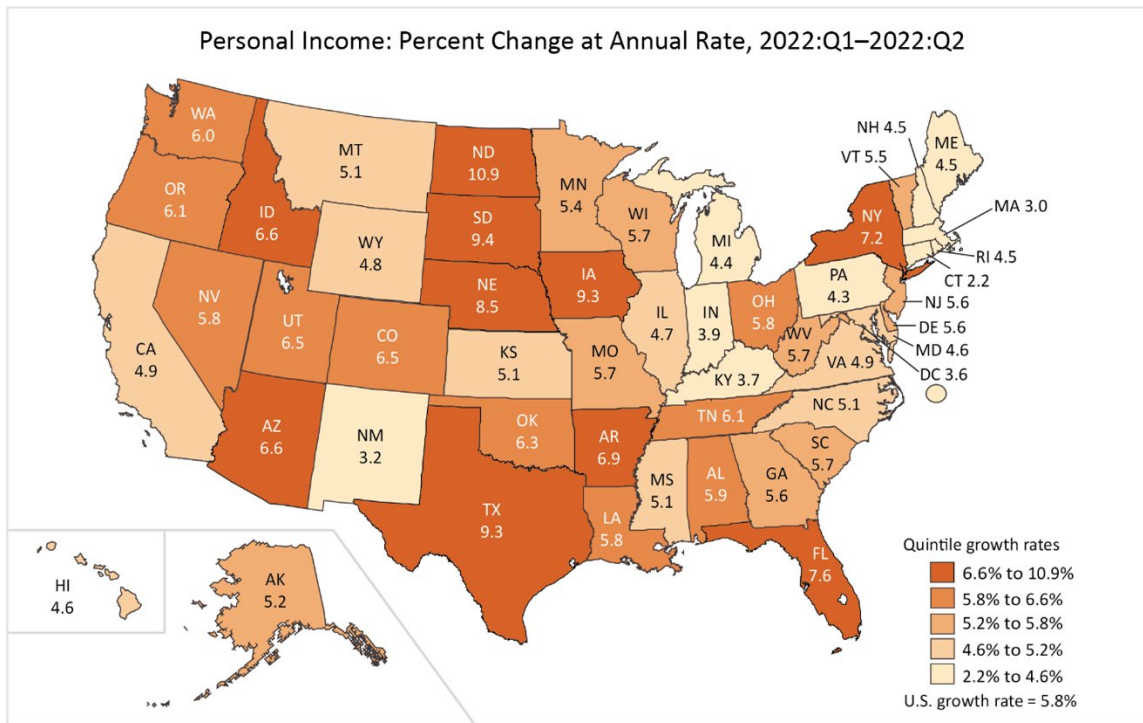 Personal Income: Percent Change at Annual Rate, 2022:Q1–2022:Q2
WA
6.0
MT
5.1
ND
10.9
MN
5.4
NH 4.5
VT 5.5
ME
4.5
OR
6.1
ID
6.6
SD
9.4
WI
5.7
MI
4.4
NY
7.2
MA 3.0
RI 4.5
CT 2.2
WY
4.8
NE
8.5
IA
9.3
PA
4.3
NJ 5.6
NV
5.8
UT
6.5
CO
6.5
IL
4.7
IN
3.9
OH
5.8
WV
5.7
DE 5.6
MD 4.6
DC 3.6
CA
4.9
KS
5.1
MO
5.7
KY 3.7
VA 4.9
AZ
6.6
NM
3.2
OK
6.3
AR
6.9
TN 6.1
NC 5.1
SC
5.7
MS
5.1
AL
5.9
GA
5.6
TX
9.3
LA
5.8
FL
7.6
HI
4.6
AK
5.2
Quintile growth rates
6.6% to 10.9%
5.8% to 6.6%
5.2% to 5.8%
4.6% to 5.2%
2.2% to 4.6%
U.S. growth rate = 5.8%